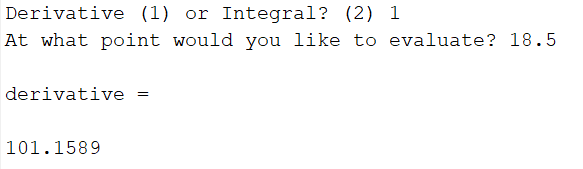 Derivative (1) or Integral? (2) 1
At what point would you like to evaluate? 18.5
derivative =
101.1589